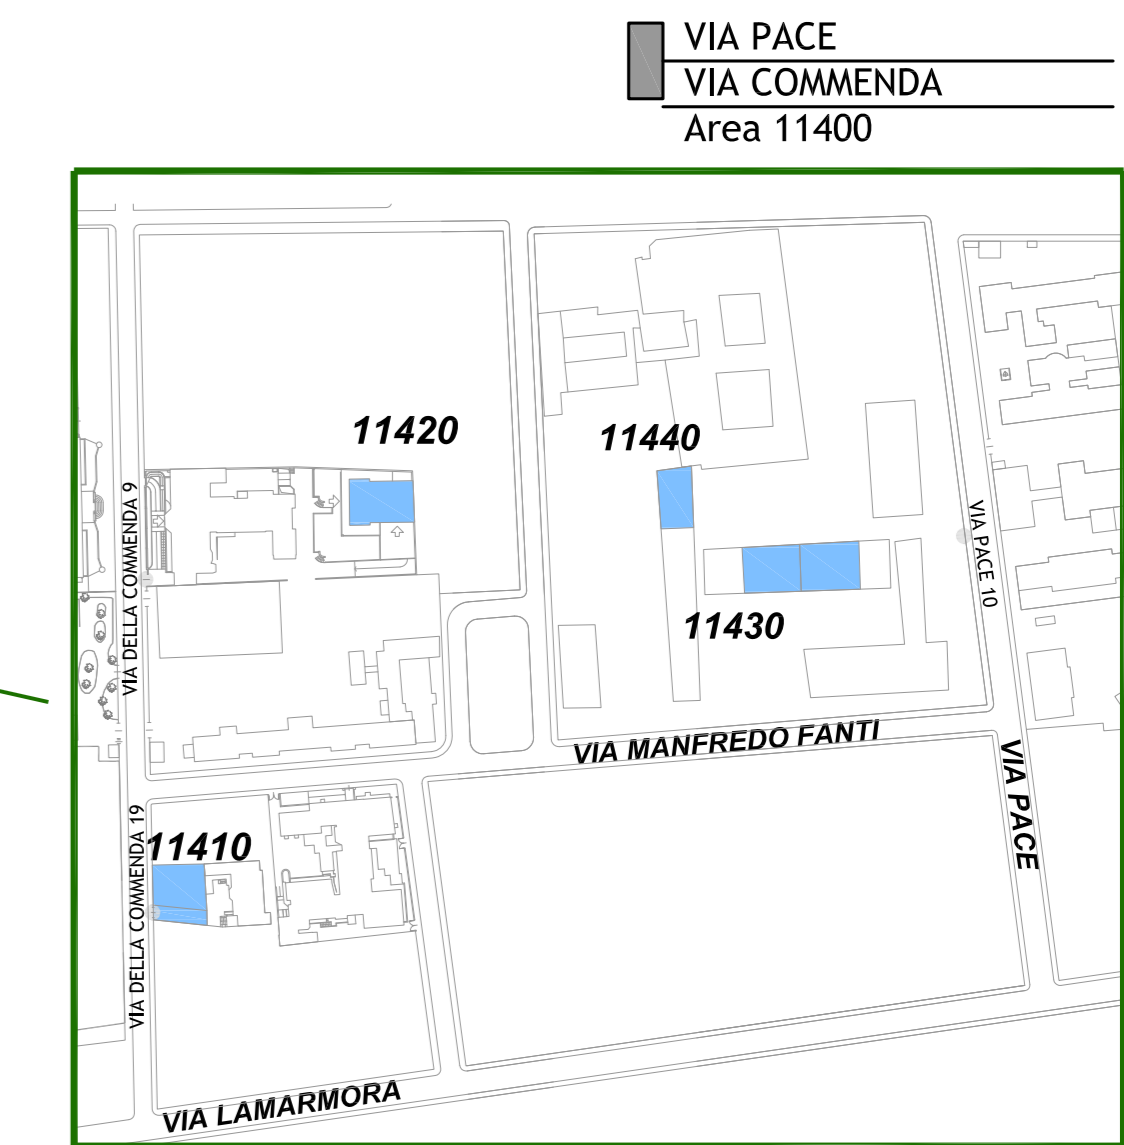 VIA PACE
VIA COMMENDA
Area 11400
11420
11440
VIA DELLA COMMENDA 9
VIA PACE 10
11430
VIA MANFREDO FANTI
VIA PACE
11410
VIA DELLA COMMENDA 19
VIA LAMARMORA